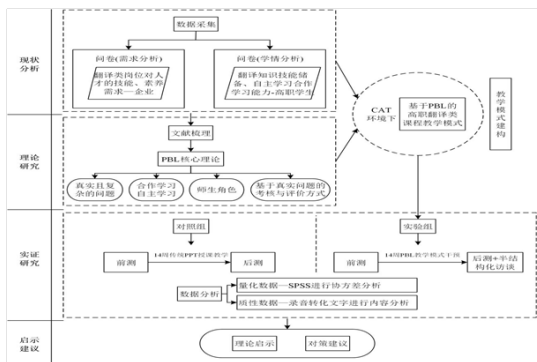 数据采集
现状
分析
问卷(需求分析)
翻译类岗位对人
才的技能、素养
需求—企业
问卷(学情分析)
翻译知识技能储
备、自主学习合作
学习能力-高职学生
CAT
环境下
基于PBL的
高职翻译类
课程教学模式
教学模式建构
理论
研究
文献梳理
PBL核心理论
真实且复
杂的问题
合作学习
自主学习
师生角色
基于真实问题的
考核与评价方式
实证
研究
对照组
前测
14周传统PPT授课教学
后测
实验组
前测
14周PBL教学模式干预
后测+半结
构化访谈
数据分析
量化数据—SPSS进行协方差分析
质性数据—录音转化文字进行内容分析
启示
建议
理论启示
对策建议